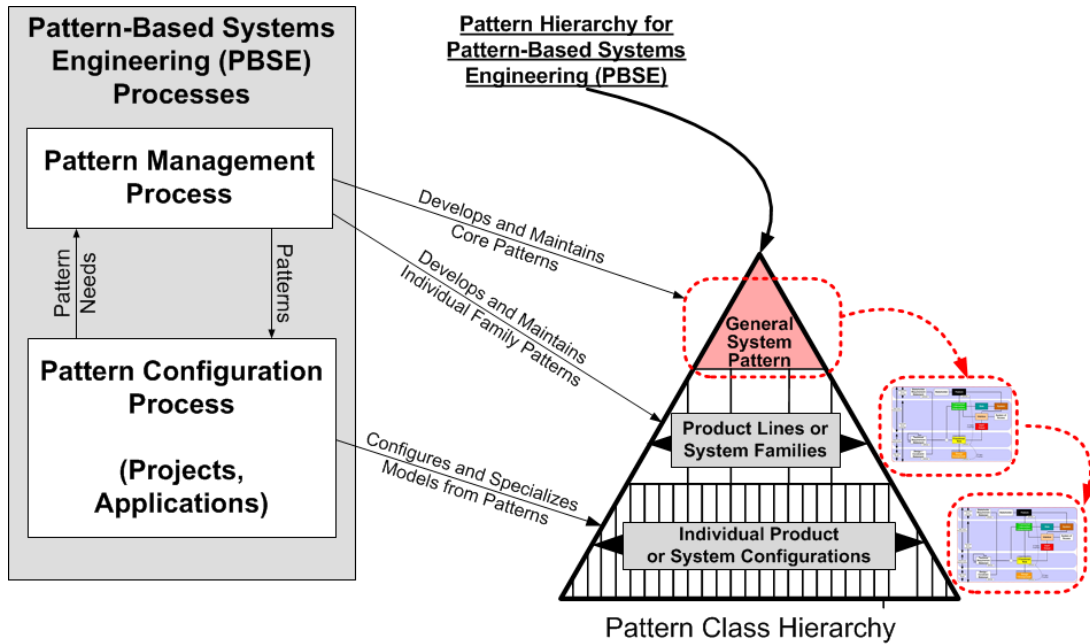 Pattern-Based Systems
Engineering (PBSE)
Processes
Pattern Management
Process
Pattern
Needs
Patterns
Pattern Configuration
Process
(Projects,
Applications)
Pattern Hierarchy for
Pattern-Based Systems
Engineering (PBSE)
Develops and Maintains
Core Patterns
Develops and Maintains
Individual Family Patterns
Configures and Specializes
Models from Patterns
General
System
Pattern
Product Lines or
System Families
Individual Product
or System Configurations
Pattern Class Hierarchy